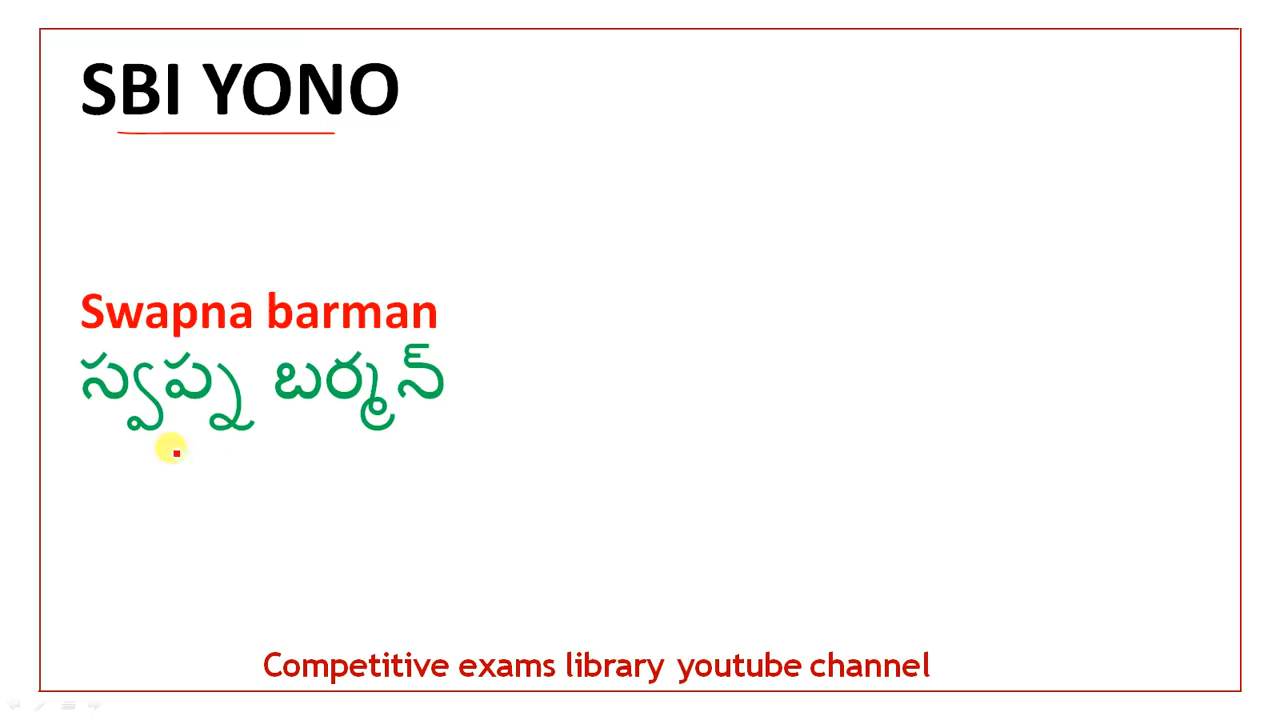 SBI YONO
Swapna barman
స్వప్న బర్మన్
Competitive exams library youtube channel